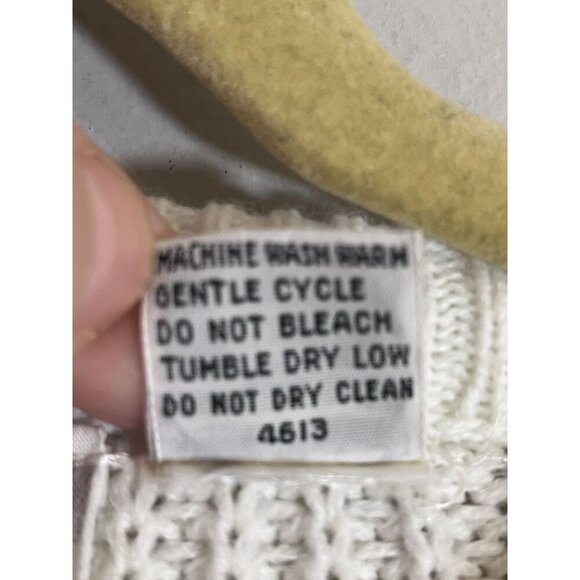 MACHINE WASH WARM
GENTLE CYCLE
DO NOT BLEACH
TUMBLE DRY LOW
DO NOT DRY CLEAN
4613